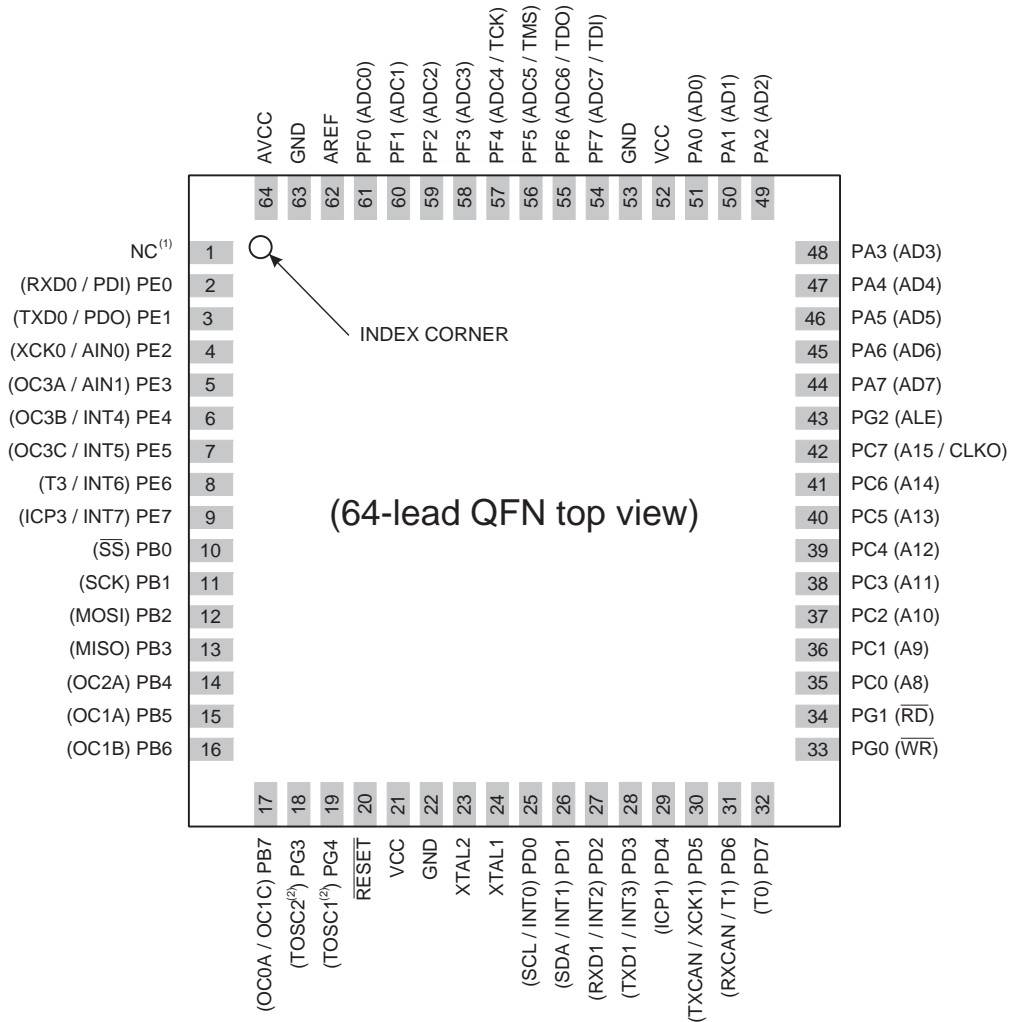 AVCC
GND
AREF
PF0 (ADC0)
PF1 (ADC1)
PF2 (ADC2)
PF3 (ADC3)
PF4 (ADC4 / TCK)
PF5 (ADC5 / TMS)
PF6 (ADC6 / TDO)
PF7 (ADC7 / TDI)
GND
VCC
PA0 (AD0)
PA1 (AD1)
PA2 (AD2)
64
63
62
61
60
59
58
57
56
55
54
53
52
51
50
49
NC(1) 1
(RXD0 / PDI) PE0 2
(TXD0 / PDO) PE1 3
(XCK0 / AIN0) PE2 4
(OC3A / AIN1) PE3 5
(OC3B / INT4) PE4 6
(OC3C / INT5) PE5 7
(T3 / INT6) PE6 8
(ICP3 / INT7) PE7 9
(S̅S̅) PB0 10
(SCK) PB1 11
(MOSI) PB2 12
(MISO) PB3 13
(OC2A) PB4 14
(OC1A) PB5 15
(OC1B) PB6 16
INDEX CORNER
(64-lead QFN top view)
48 PA3 (AD3)
47 PA4 (AD4)
46 PA5 (AD5)
45 PA6 (AD6)
44 PA7 (AD7)
43 PG2 (ALE)
42 PC7 (A15 / CLKO)
41 PC6 (A14)
40 PC5 (A13)
39 PC4 (A12)
38 PC3 (A11)
37 PC2 (A10)
36 PC1 (A9)
35 PC0 (A8)
34 PG1 (R̅D̅)
33 PG0 (W̅R̅)
17
18
19
20
21
22
23
24
25
26
27
28
29
30
31
32
(OC0A / OC1C) PB7
(TOSC2(2)) PG3
(TOSC1(2)) PG4
R̅E̅S̅E̅T̅
VCC
GND
XTAL2
XTAL1
(SCL / INT0) PD0
(SDA / INT1) PD1
(RXD1 / INT2) PD2
(TXD1 / INT3) PD3
(ICP1) PD4
(TXCAN / XCK1) PD5
(RXCAN / T1) PD6
(T0) PD7